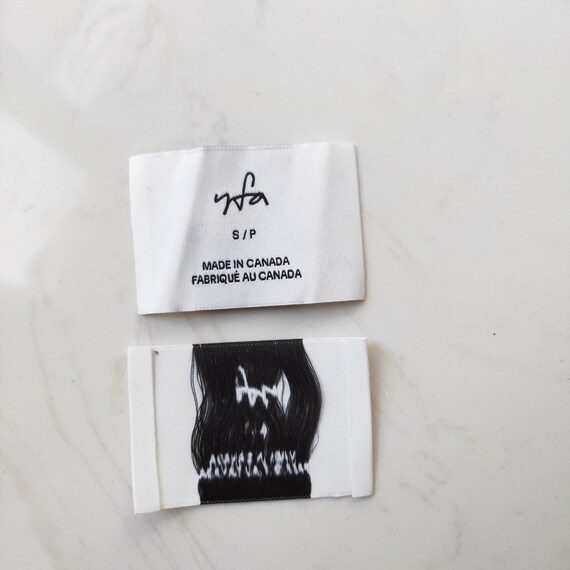 yfa
S / P
MADE IN CANADA
FABRIQUÉ AU CANADA